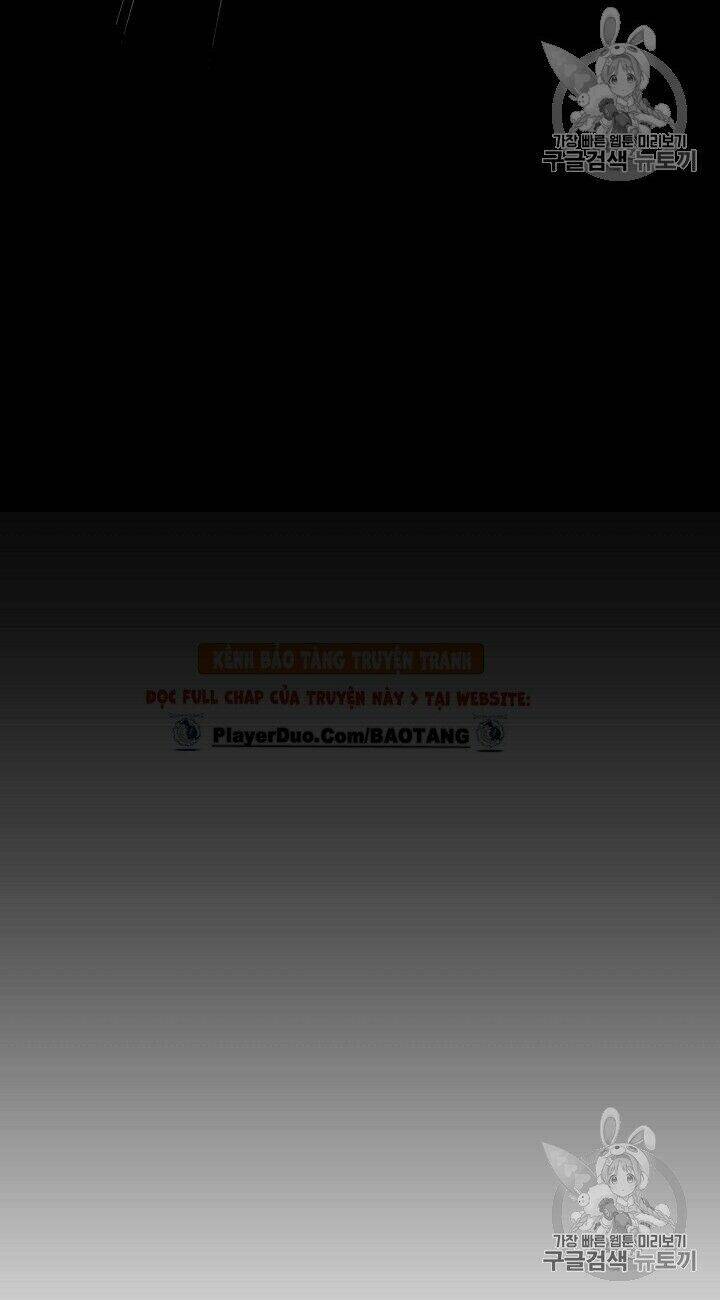 가장 빠른 웹툰 미리보기
구글검색 뉴토끼
KÊNH BẢO TÀNG TRUYỆN TRANH
ĐỌC FULL CHAP CỦA TRUYỆN NÀY > TẠI WEBSITE:
PlayerDuo.Com/BAOTANG
가장 빠른 웹툰 미리보기
구글검색 뉴토끼